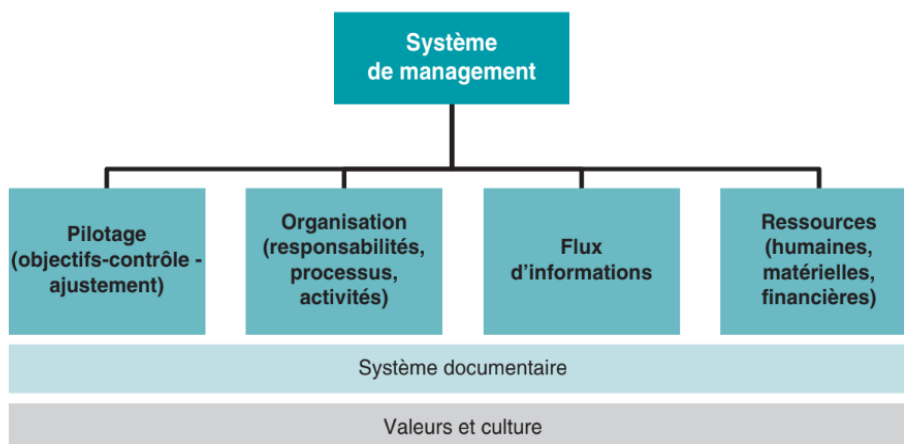 Système
de management
Pilotage
(objectifs-contrôle -
ajustement)
Organisation
(responsabilités,
processus,
activités)
Flux
d’informations
Ressources
(humaines,
matérielles,
financières)
Système documentaire
Valeurs et culture